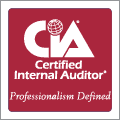 CIA
Certified
Internal Auditor®
Professionalism Defined